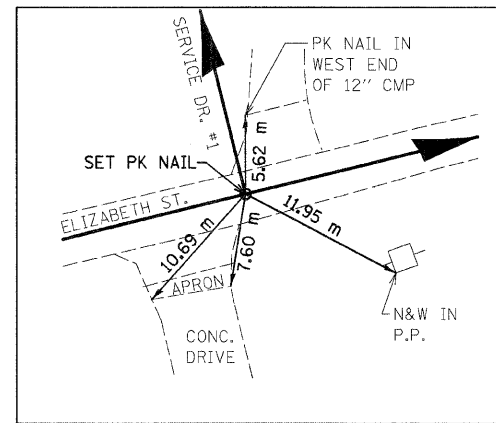 SERVICE DR. #1
PK NAIL IN
WEST END
OF 12" CMP
SET PK NAIL
5.62 m
ELIZABETH ST.
11.95 m
10.69 m
7.60 m
APRON
CONC.
DRIVE
N&W IN
P.P.